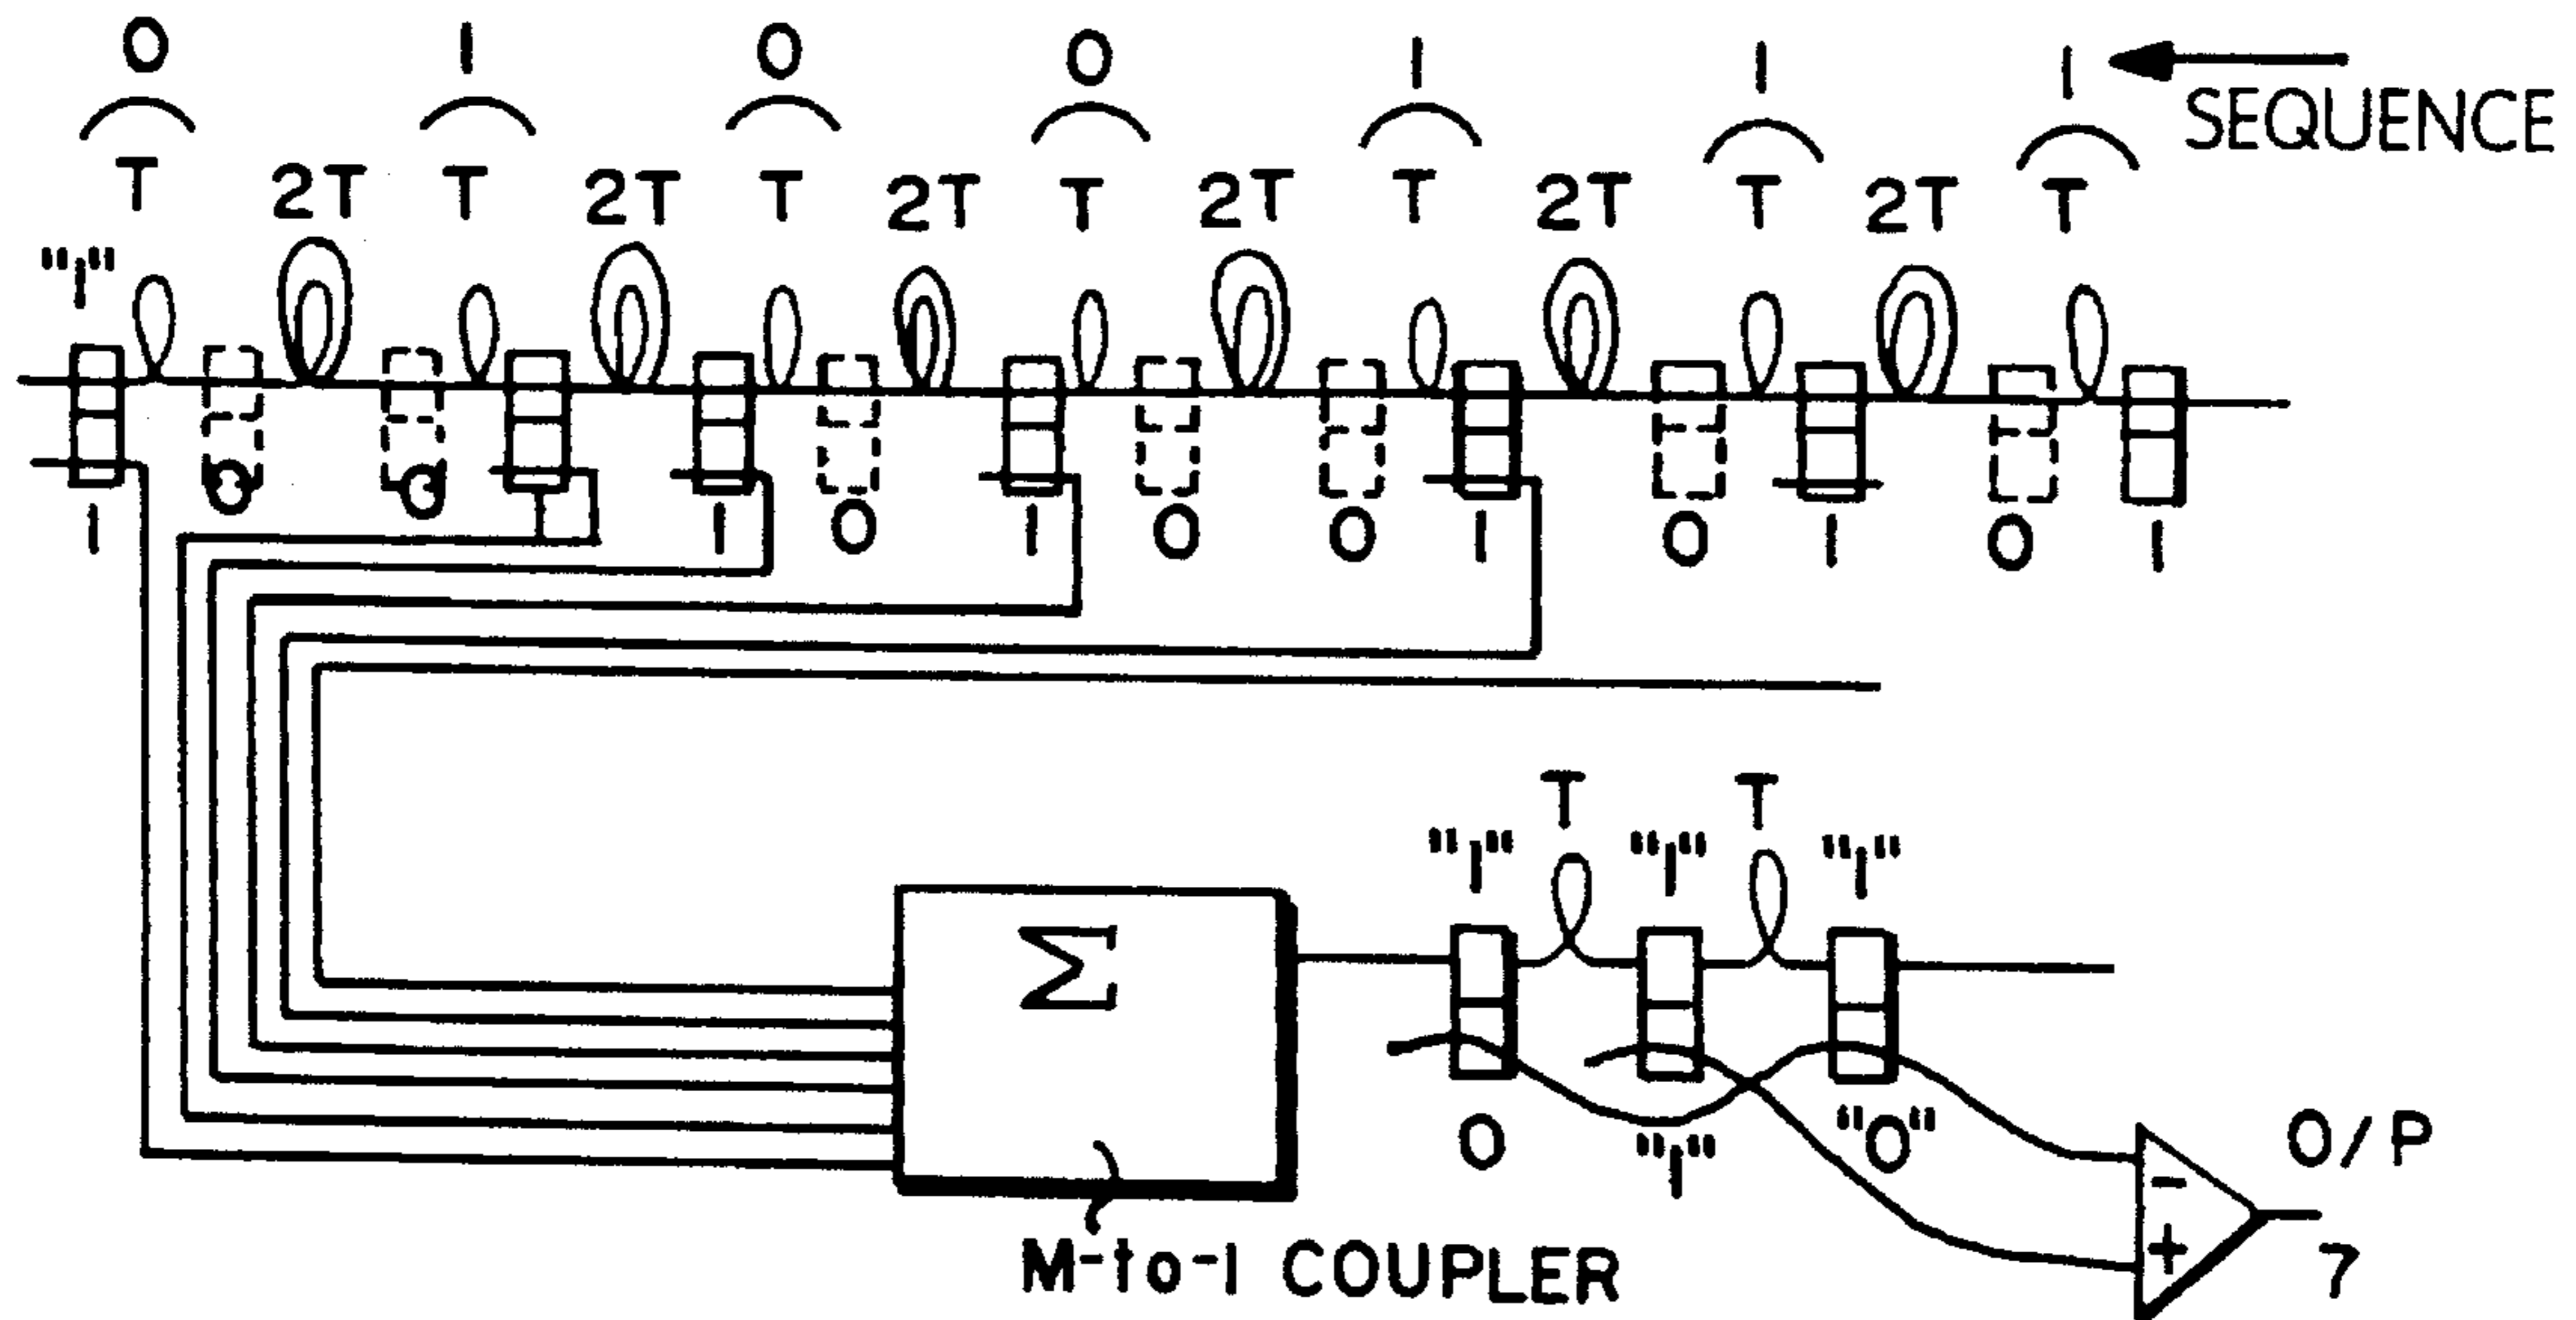 0 1 0 0 1 1 1
SEQUENCE
T 2T T 2T T 2T T 2T T 2T T 2T T
"1"
1 0 0 1 0 1 0 0 1 0 1 0 1
T T
"1" "1" "1"
Σ
0 "1" "0"
O/P
-
+
7
M-to-1 COUPLER